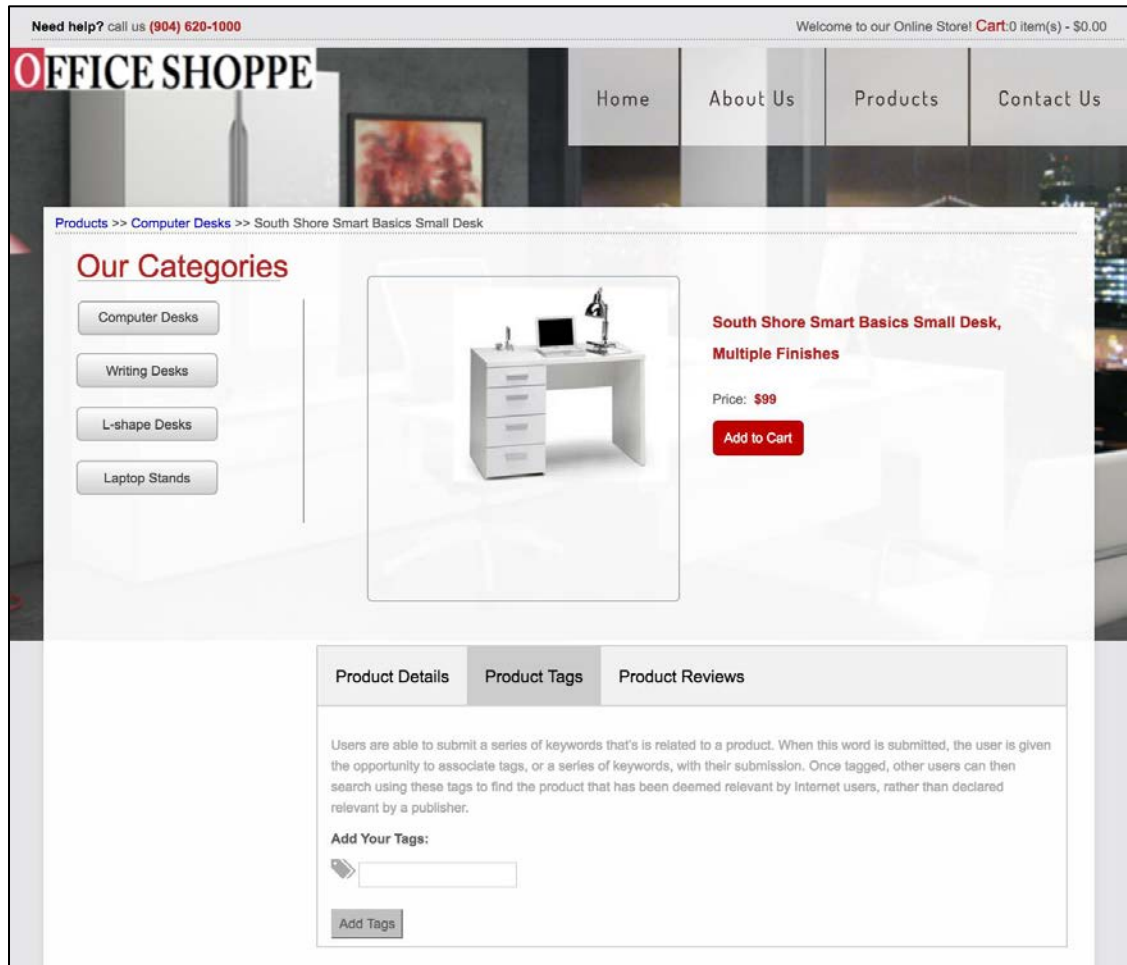 Need help? call us (904) 620-1000
Welcome to our Online Store! Cart:0 item(s) - $0.00
OFFICE SHOPPE
Home About Us Products Contact Us
Products >> Computer Desks >> South Shore Smart Basics Small Desk
Our Categories
Computer Desks
Writing Desks
L-shape Desks
Laptop Stands
South Shore Smart Basics Small Desk,
Multiple Finishes
Price: $99
Add to Cart
Product Details Product Tags Product Reviews
Users are able to submit a series of keywords that's is related to a product. When this word is submitted, the user is given
the opportunity to associate tags, or a series of keywords, with their submission. Once tagged, other users can then
search using these tags to find the product that has been deemed relevant by Internet users, rather than declared
relevant by a publisher.
Add Your Tags:
Add Tags